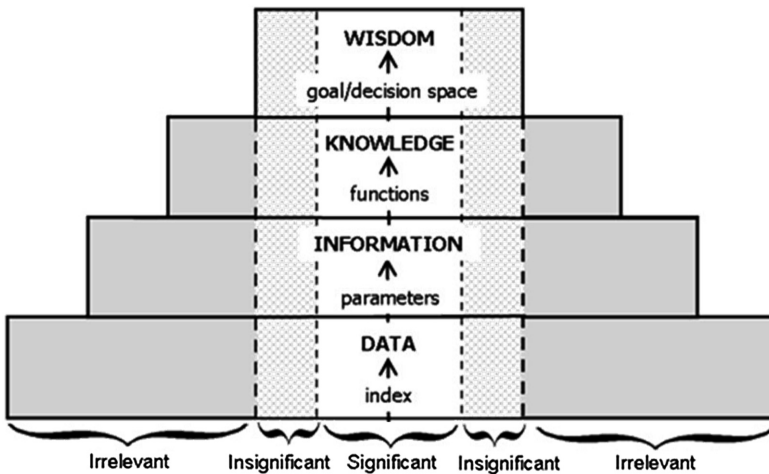 WISDOM
goal/decision space
KNOWLEDGE
functions
INFORMATION
parameters
DATA
index
Irrelevant Insignificant Significant Insignificant Irrelevant